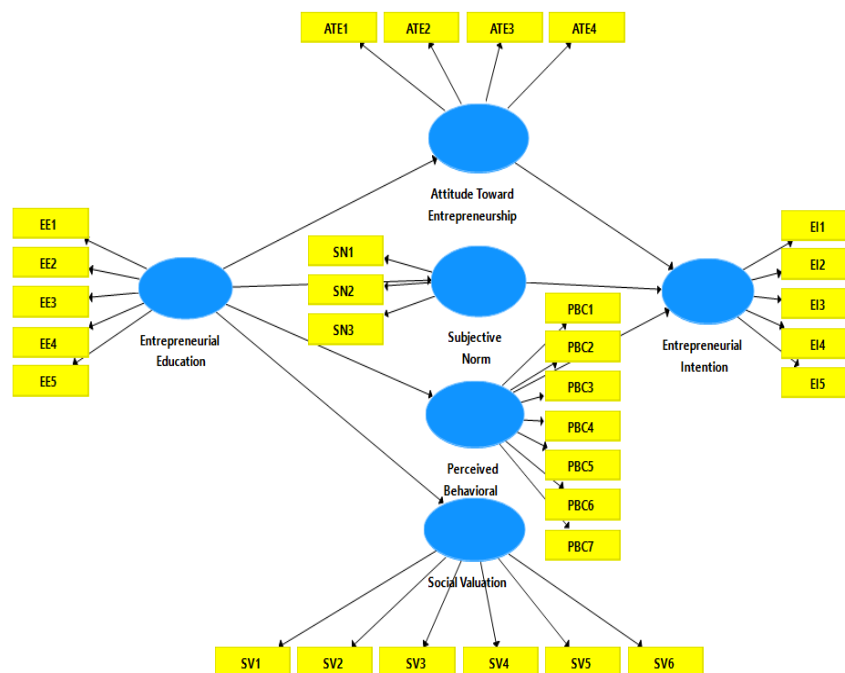 ATE1
ATE2
ATE3
ATE4
Attitude Toward
Entrepreneurship
EE1
EE2
EE3
EE4
EE5
Entrepreneurial
Education
SN1
SN2
SN3
Subjective
Norm
PBC1
PBC2
PBC3
PBC4
PBC5
PBC6
PBC7
Perceived
Behavioral
EI1
EI2
EI3
EI4
EI5
Entrepreneurial
Intention
Social Valuation
SV1
SV2
SV3
SV4
SV5
SV6